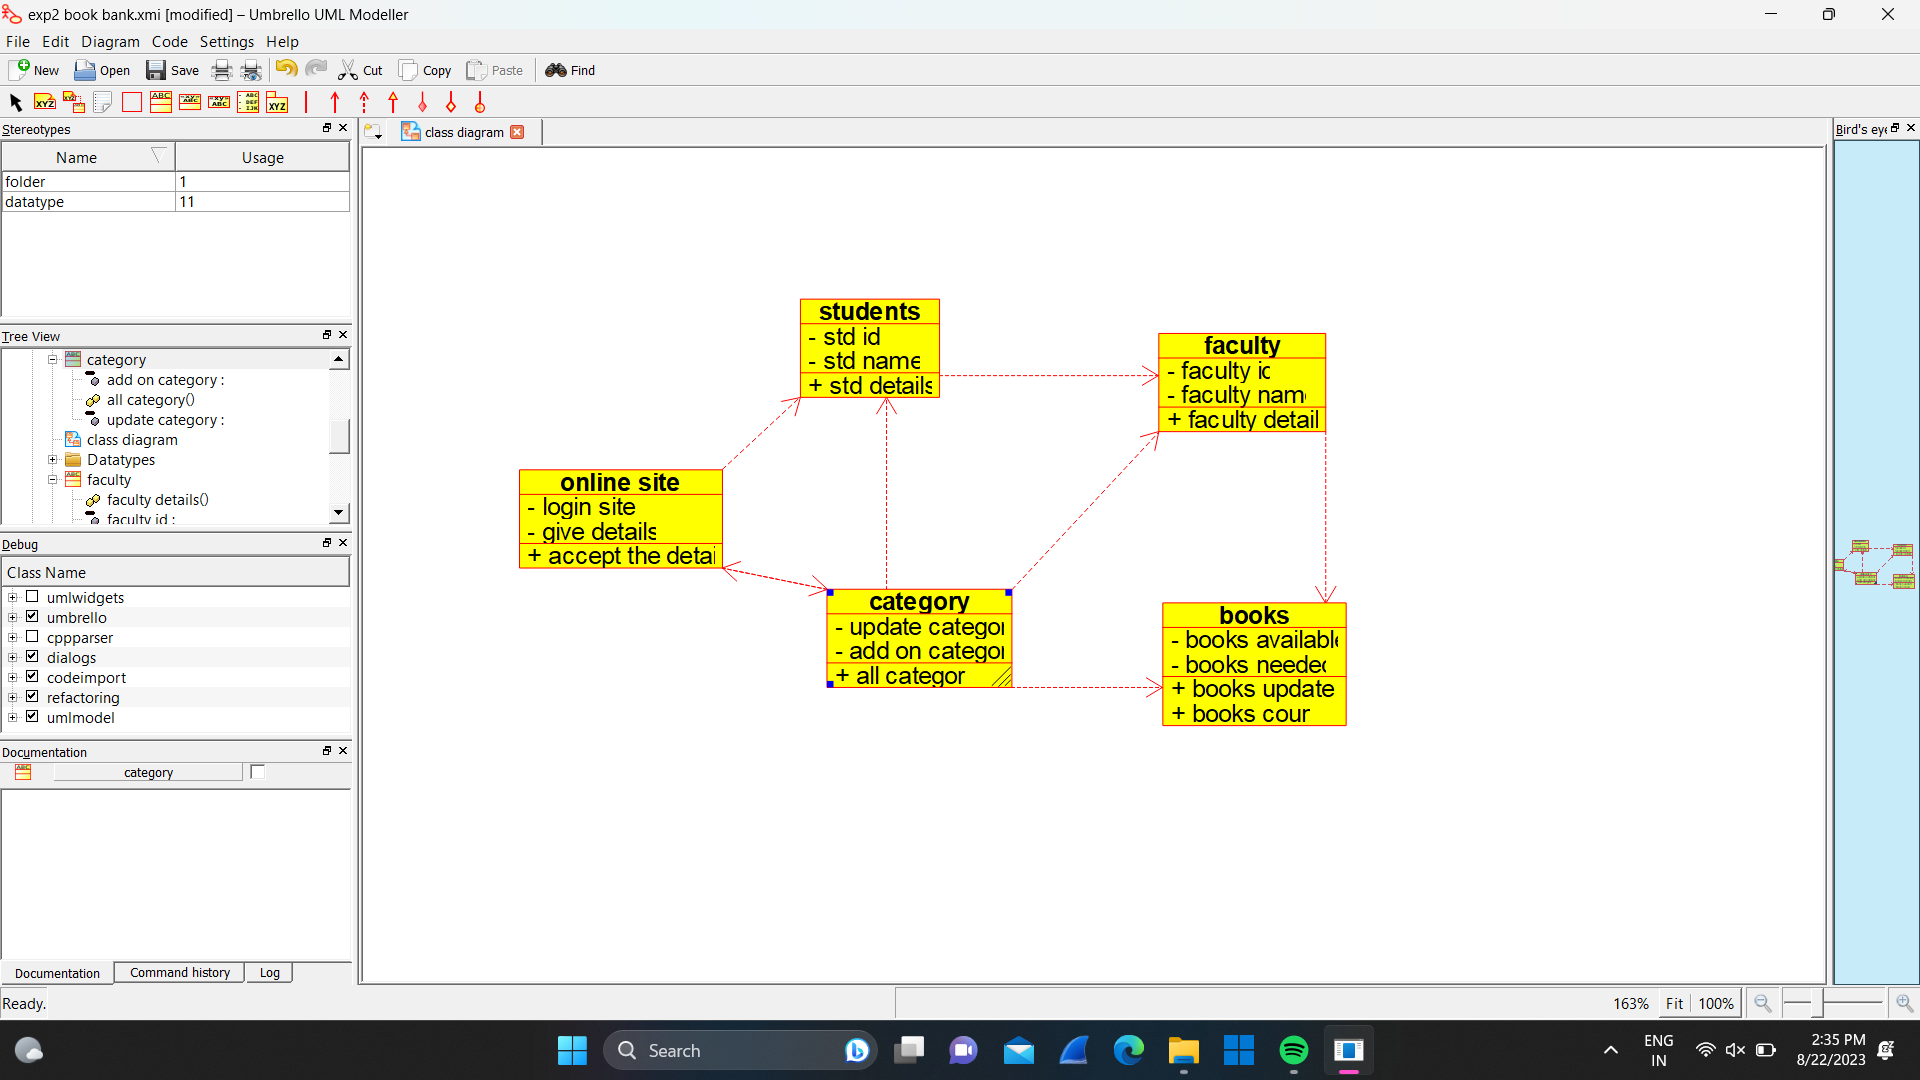 exp2 book bank.xmi [modified] – Umbrello UML Modeller
File Edit Diagram Code Settings Help
New Open Save Cut Copy Paste Find
Stereotypes
Name Usage
folder 1
datatype 11
Tree View
category
add on category :
all category()
update category :
class diagram
Datatypes
faculty
faculty details()
faculty id :
Debug
Class Name
umlwidgets
umbrello
cppparser
dialogs
codeimport
refactoring
umlmodel
Documentation
category
Documentation Command history Log
Ready.
class diagram
students
- std id
- std name
+ std details
faculty
- faculty id
- faculty nam
+ faculty detail
online site
- login site
- give details
+ accept the detai
category
- update categor
- add on categor
+ all categor
books
- books available
- books needed
+ books update
+ books cour
Bird's eye
163% Fit 100%
Search
ENG
IN
2:35 PM
8/22/2023